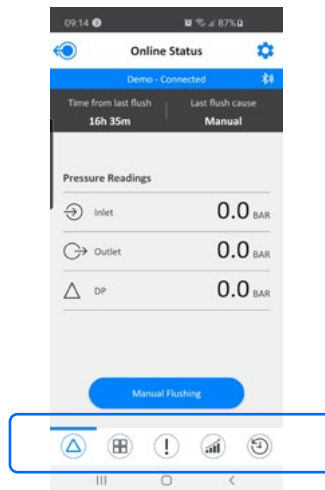 09:14 87%
Online Status
Demo - Connected
Time from last flush Last flush cause
16h 35m Manual
Pressure Readings
Inlet 0.0 BAR
Outlet 0.0 BAR
DP 0.0 BAR
Manual Flushing